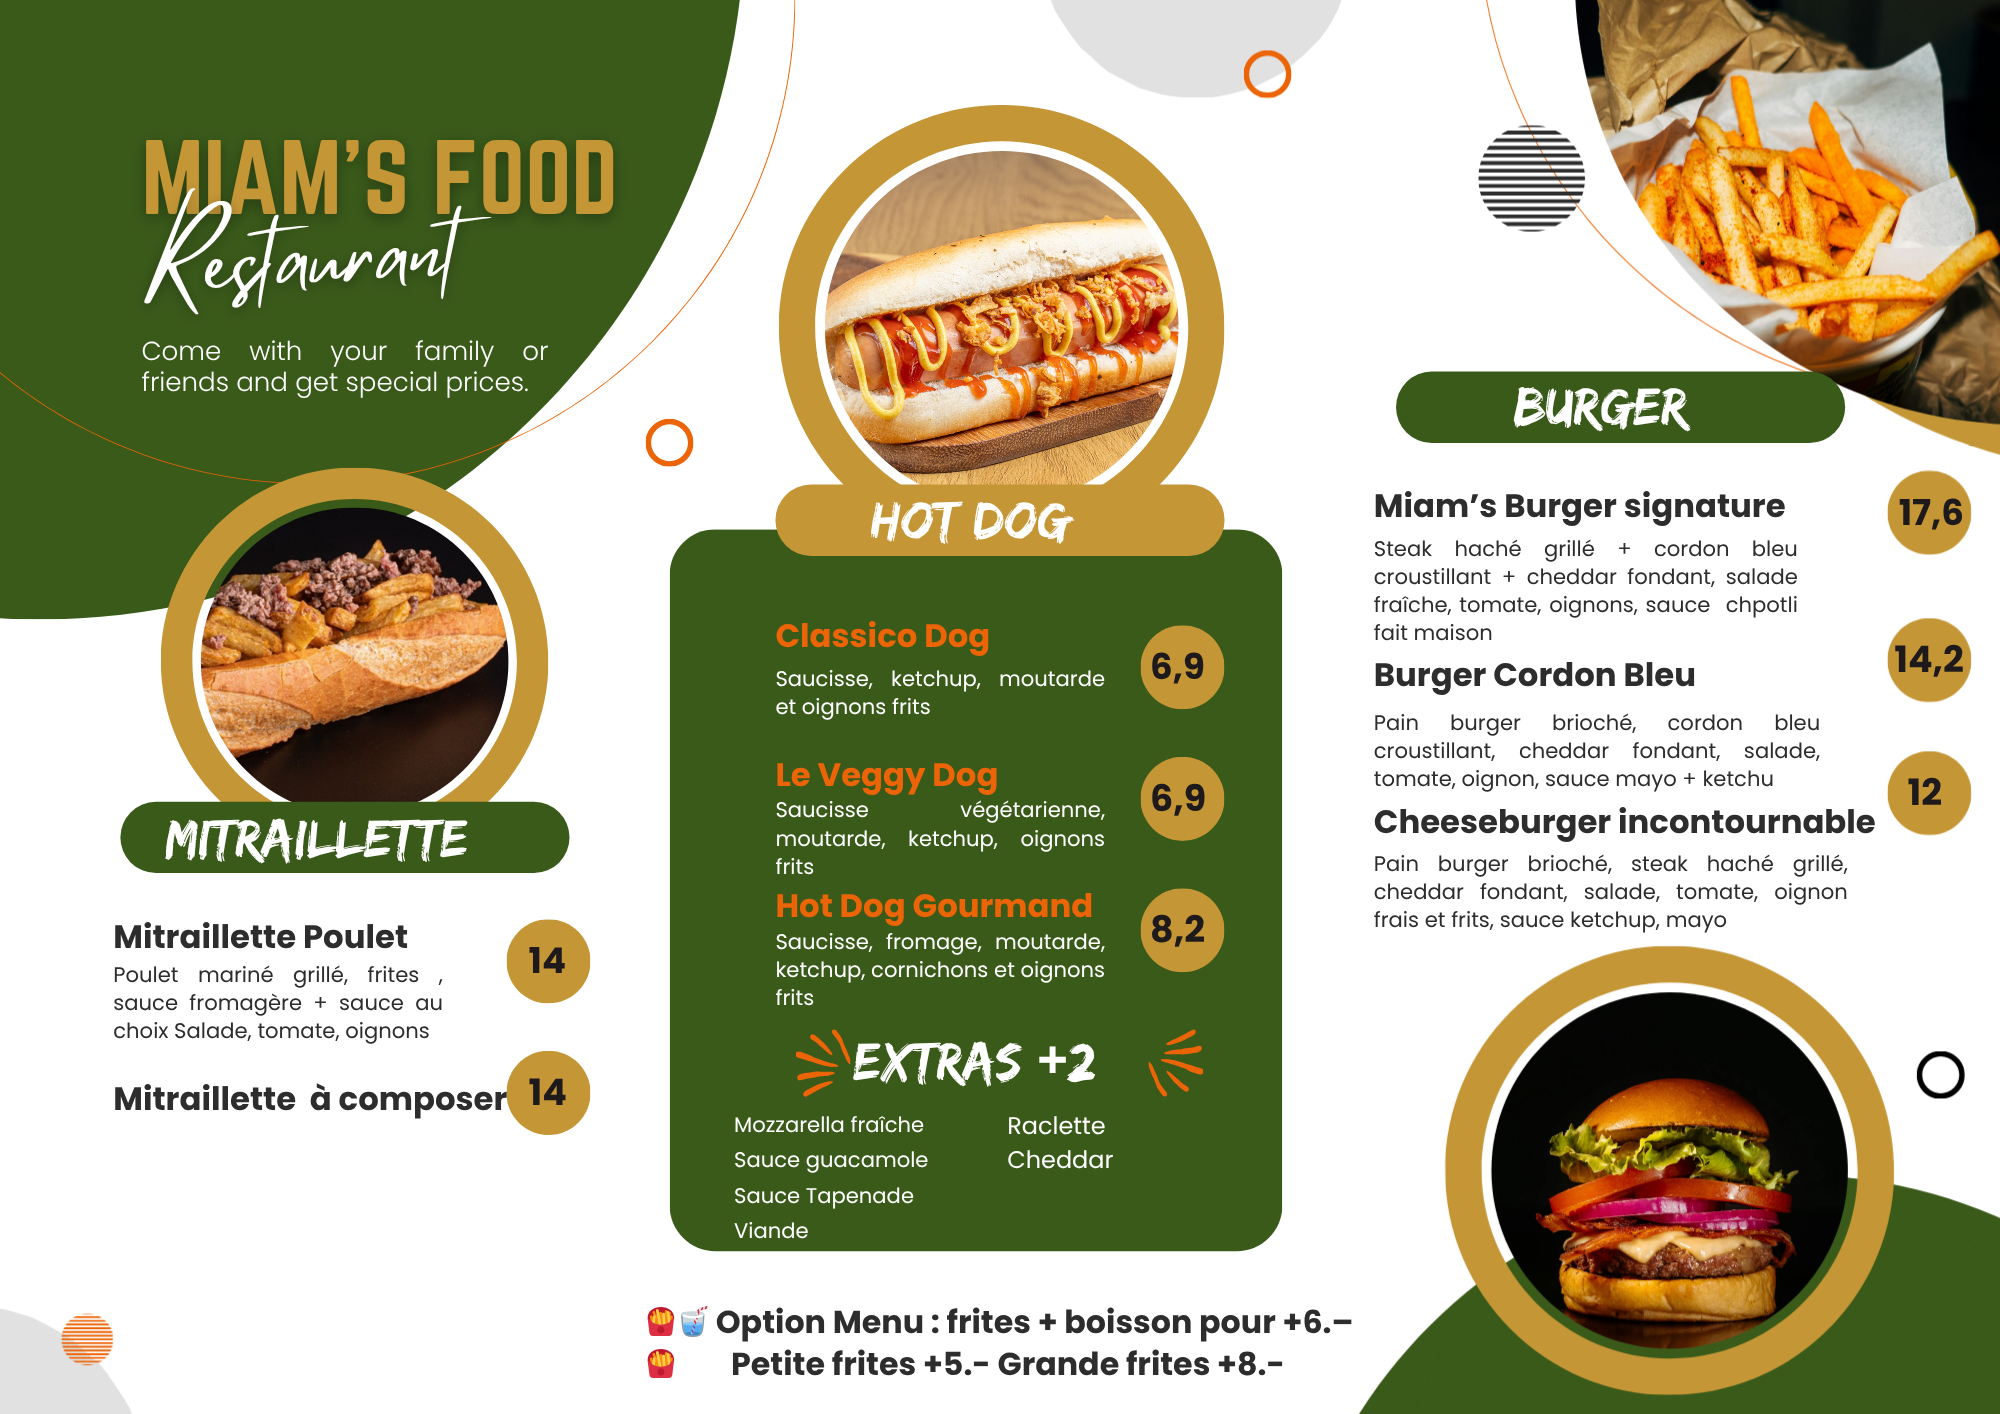 MIAM'S FOOD
Restaurant
Come with your family or
friends and get special prices.
MITRAILLETTE
Mitraillette Poulet
14
Poulet mariné grillé, frites ,
sauce fromagère + sauce au
choix Salade, tomate, oignons
Mitraillette à composer
14
HOT DOG
Classico Dog
6,9
Saucisse, ketchup, moutarde
et oignons frits
Le Veggy Dog
6,9
Saucisse végétarienne,
moutarde, ketchup, oignons
frits
Hot Dog Gourmand
8,2
Saucisse, fromage, moutarde,
ketchup, cornichons et oignons
frits
EXTRAS +2
Mozzarella fraîche
Sauce guacamole
Sauce Tapenade
Viande
Raclette
Cheddar
BURGER
Miam's Burger signature
17,6
Steak haché grillé + cordon bleu
croustillant + cheddar fondant, salade
fraîche, tomate, oignons, sauce chpotli
fait maison
Burger Cordon Bleu
14,2
Pain burger brioché, cordon bleu
croustillant, cheddar fondant, salade,
tomate, oignon, sauce mayo + ketchu
Cheeseburger incontournable
12
Pain burger brioché, steak haché grillé,
cheddar fondant, salade, tomate, oignon
frais et frits, sauce ketchup, mayo
🍟🥤 Option Menu : frites + boisson pour +6.–
🍟 Petite frites +5.- Grande frites +8.-